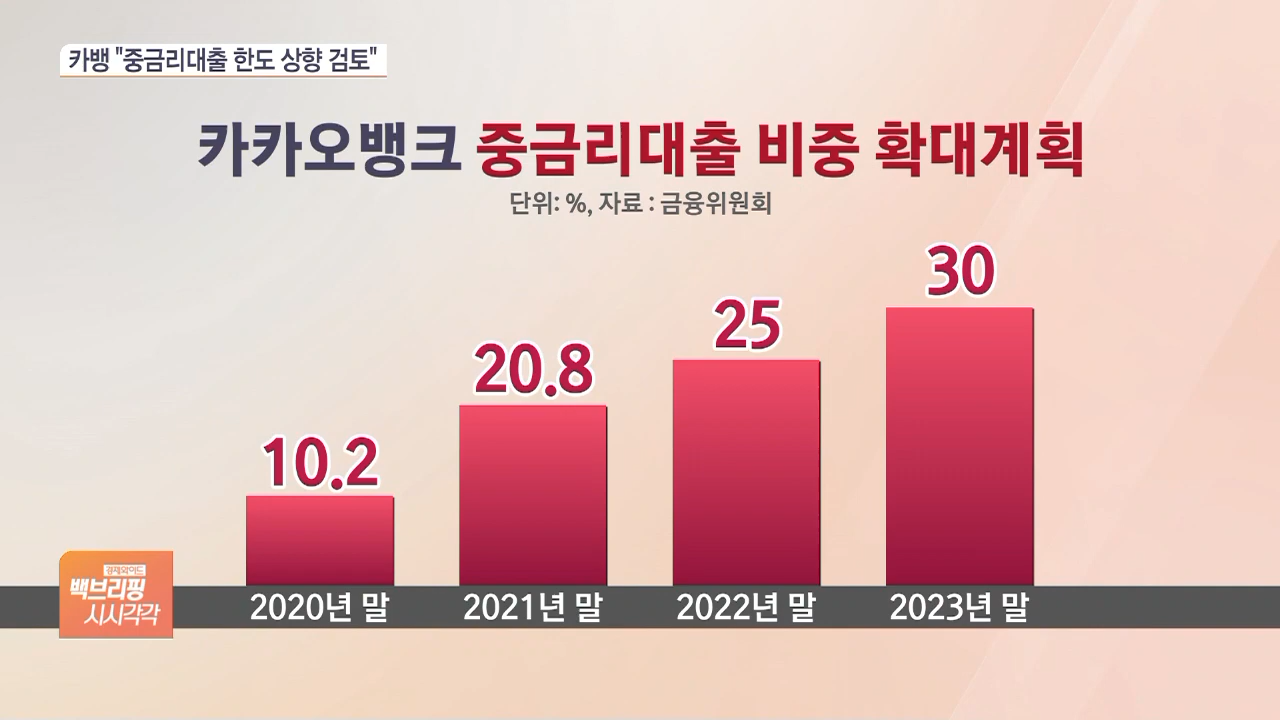 카뱅 "중금리대출 한도 상향 검토"
카카오뱅크 중금리대출 비중 확대계획
단위: %, 자료 : 금융위원회
10.2
20.8
25
30
2020년 말
2021년 말
2022년 말
2023년 말
경제와이드
백브리핑
시시각각